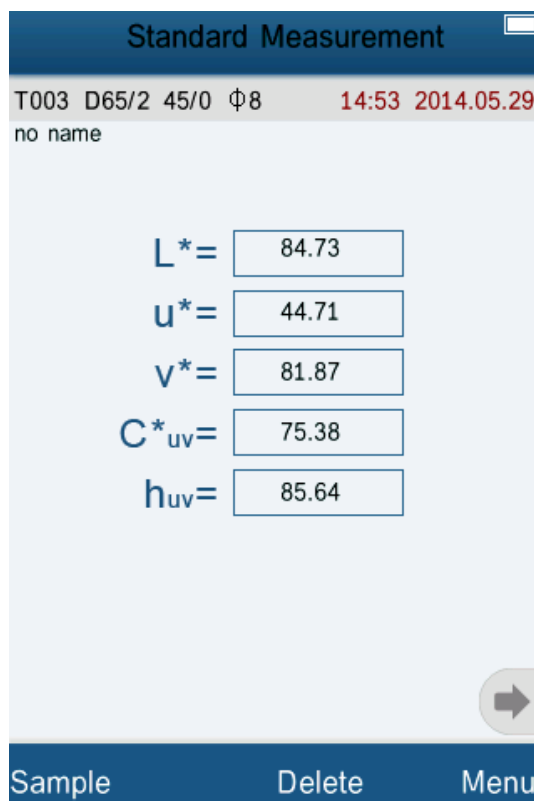 Standard Measurement
T003 D65/2 45/0 Φ8 14:53 2014.05.29
no name
L*= 84.73
u*= 44.71
v*= 81.87
C*uv= 75.38
huv= 85.64
Sample Delete Menu